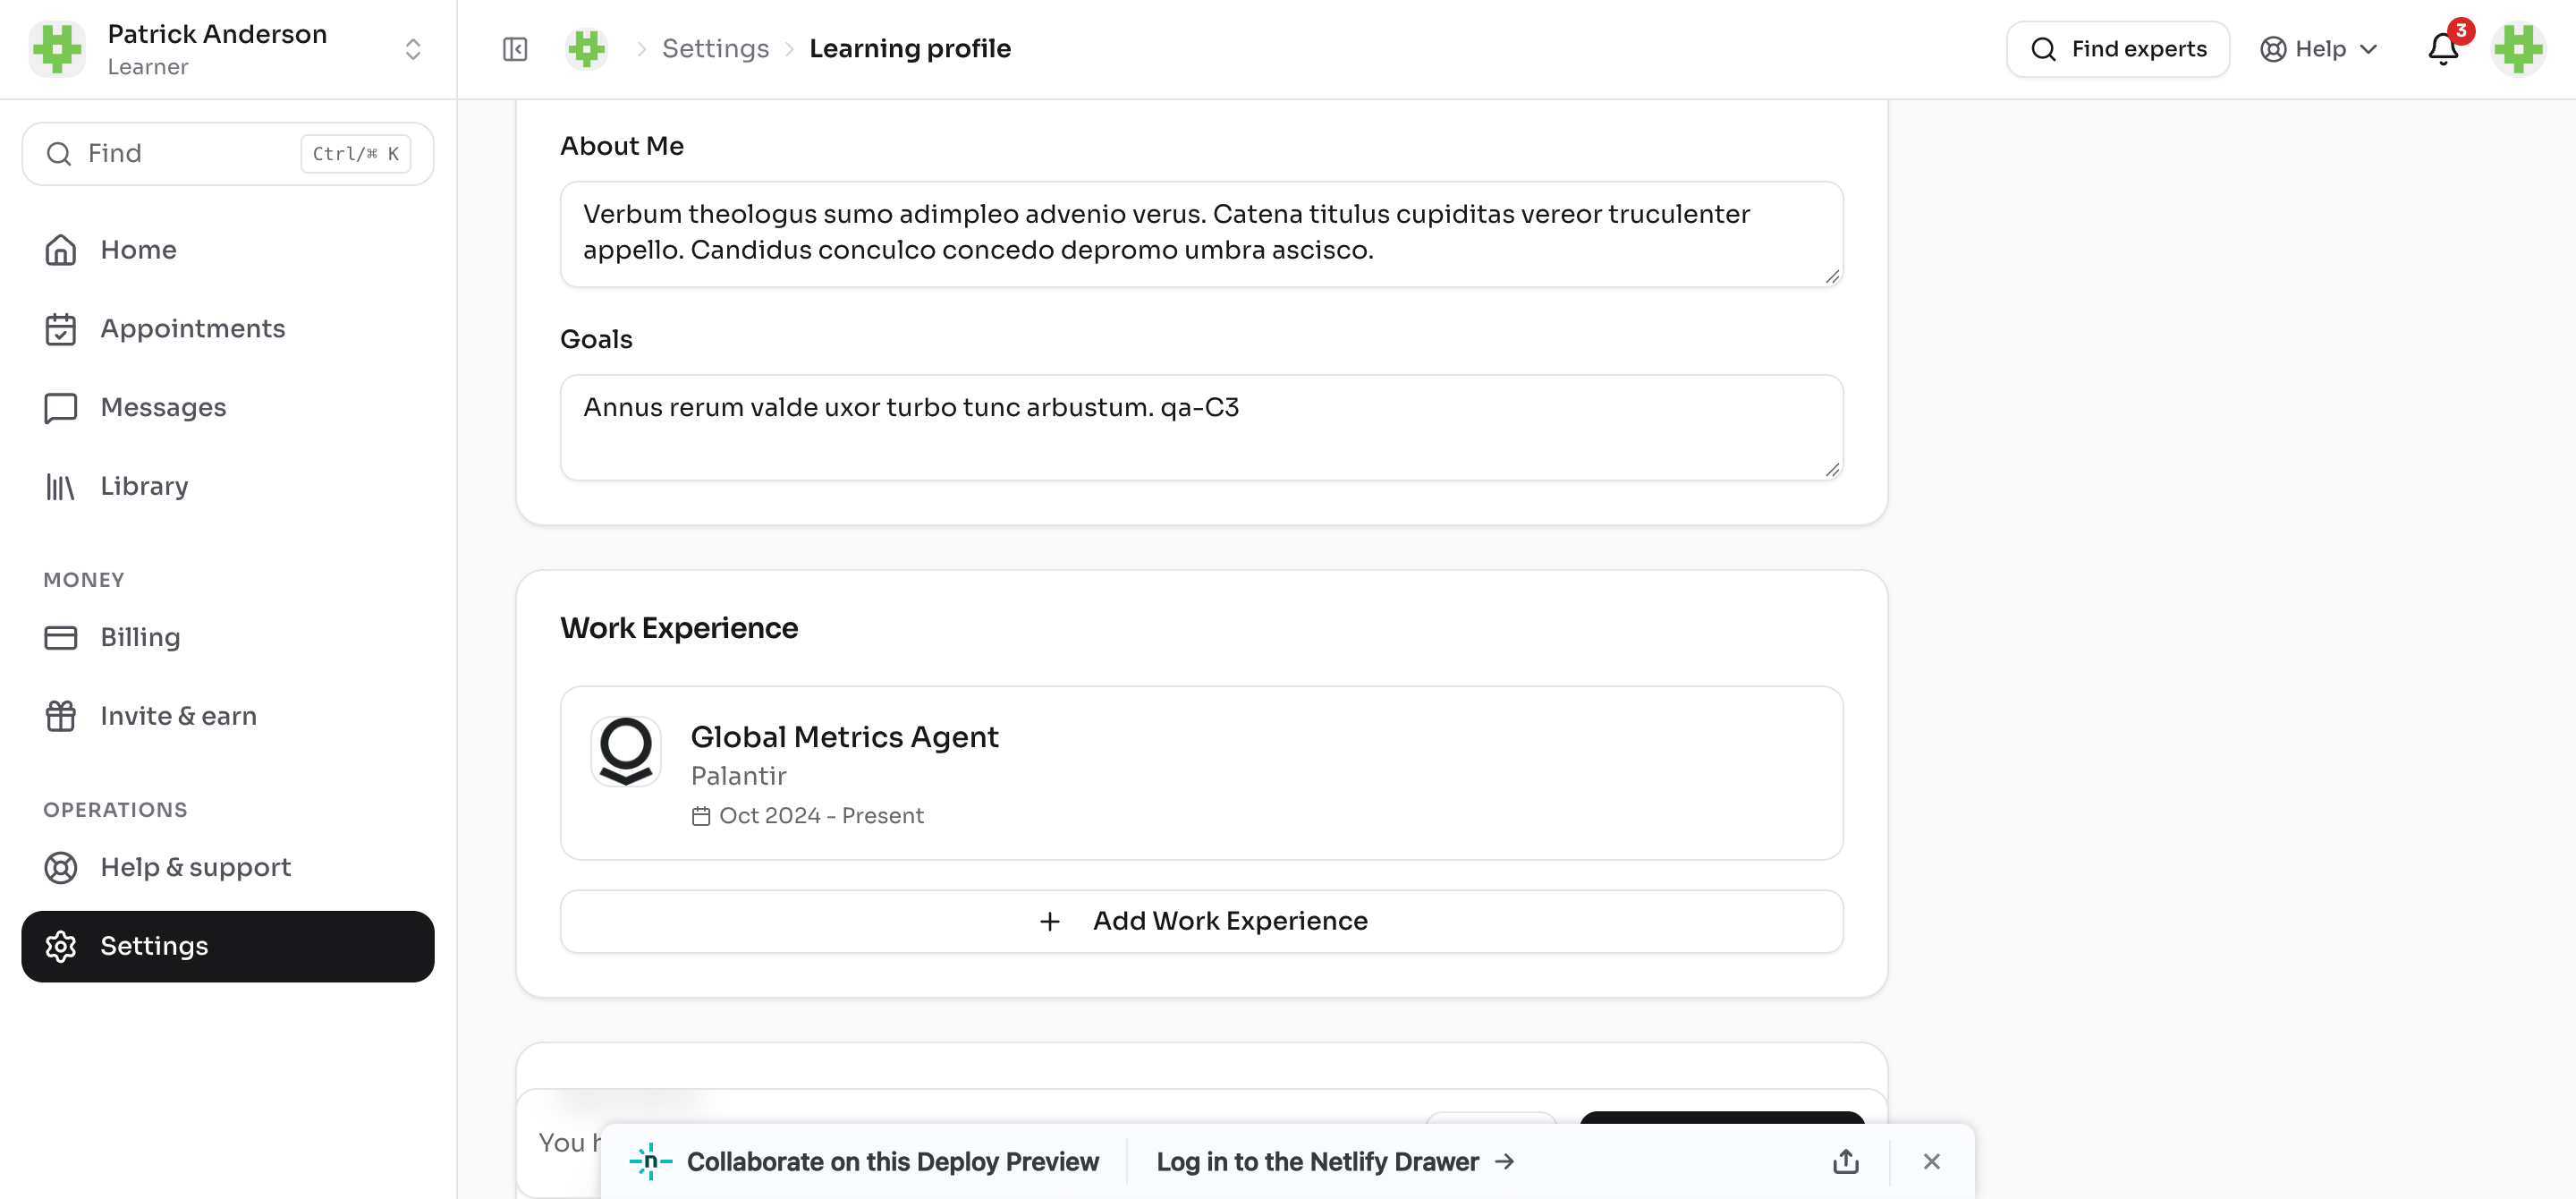 Patrick Anderson
Learner
Settings
Learning profile
Find experts
Help
3
Find
Ctrl/⌘ K
Home
Appointments
Messages
Library
MONEY
Billing
Invite & earn
OPERATIONS
Help & support
Settings
About Me
Verbum theologus sumo adimpleo advenio verus. Catena titulus cupiditas vereor truculenter
appello. Candidus conculco concedo depromo umbra ascisco.
Goals
Annus rerum valde uxor turbo tunc arbustum. qa-C3
Work Experience
Global Metrics Agent
Palantir
Oct 2024 - Present
Add Work Experience
You
Collaborate on this Deploy Preview
Log in to the Netlify Drawer →